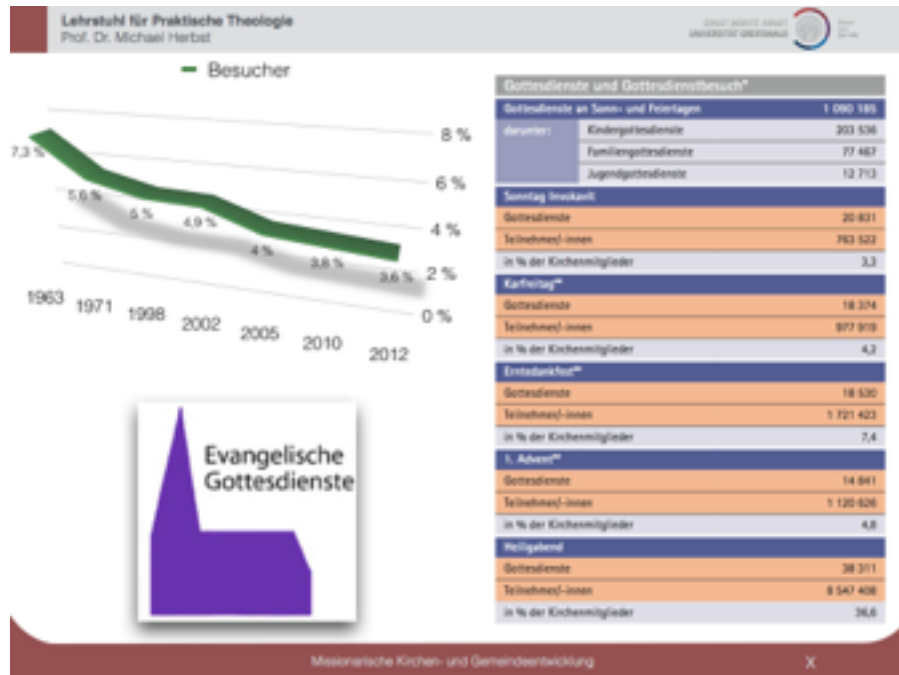 Lehrstuhl für Praktische Theologie
Prof. Dr. Michael Herbst
ERNST MORITZ ARNDT
UNIVERSITÄT GREIFSWALD
Besucher
8 %
6 %
4 %
2 %
0 %
7,3 %
5,6 %
5 %
4,9 %
4 %
3,8 %
3,6 %
1963
1971
1998
2002
2005
2010
2012
Evangelische
Gottesdienste
Gottesdienste und Gottesdienstbesuch*
Gottesdienste an Sonn- und Feiertagen 1 090 185
darunter: Kindergottesdienste 203 536
Familiengottesdienste 77 467
Jugendgottesdienste 12 713
Sonntag Invokavit
Gottesdienste 20 831
Teilnehmer/-innen 763 522
in % der Kirchenmitglieder 3,3
Karfreitag**
Gottesdienste 18 374
Teilnehmer/-innen 977 919
in % der Kirchenmitglieder 4,2
Erntedankfest**
Gottesdienste 18 530
Teilnehmer/-innen 1 721 423
in % der Kirchenmitglieder 7,4
1. Advent**
Gottesdienste 14 841
Teilnehmer/-innen 1 120 626
in % der Kirchenmitglieder 4,8
Heiligabend
Gottesdienste 38 311
Teilnehmer/-innen 8 547 408
in % der Kirchenmitglieder 36,6
Missionarische Kirchen- und Gemeindeentwicklung X